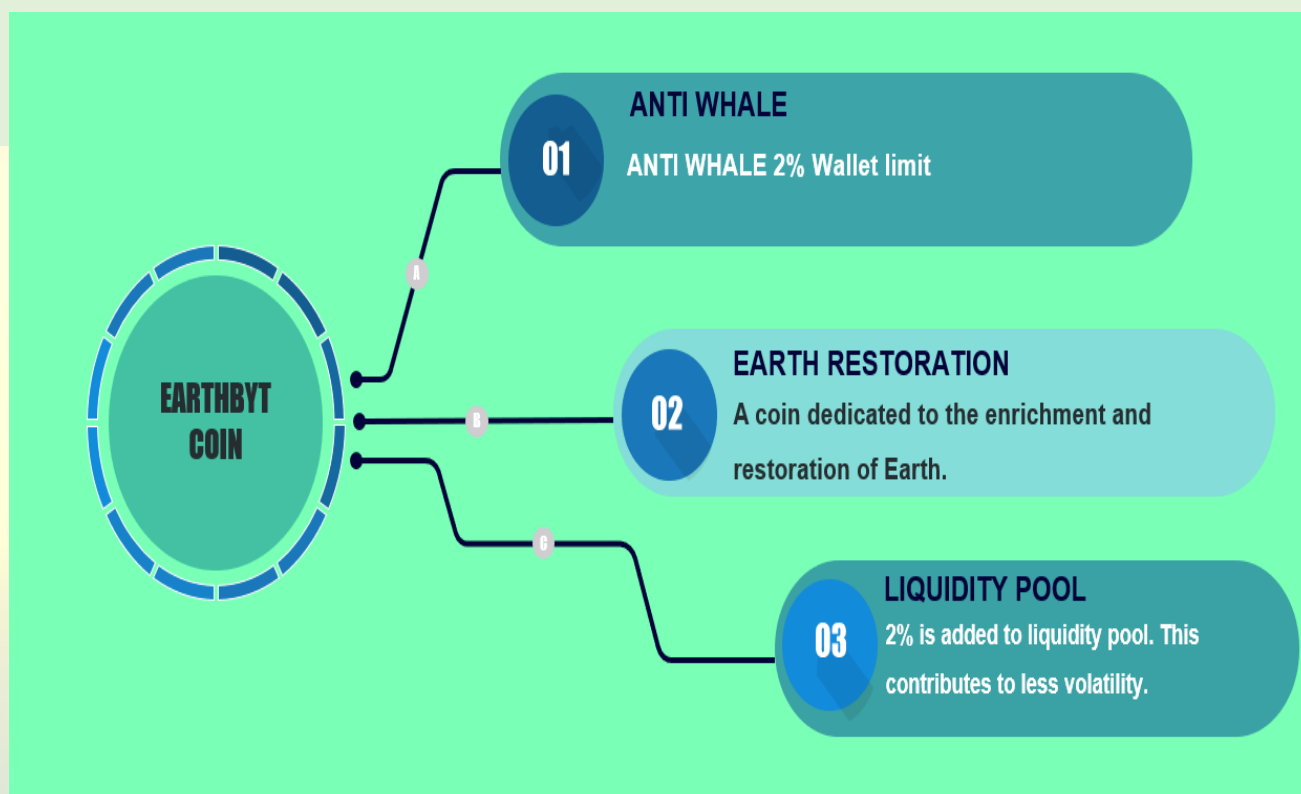 ANTI WHALE
01
ANTI WHALE 2% Wallet limit
A
EARTHBYT
COIN
B
02
EARTH RESTORATION
A coin dedicated to the enrichment and
restoration of Earth.
C
03
LIQUIDITY POOL
2% is added to liquidity pool. This
contributes to less volatility.